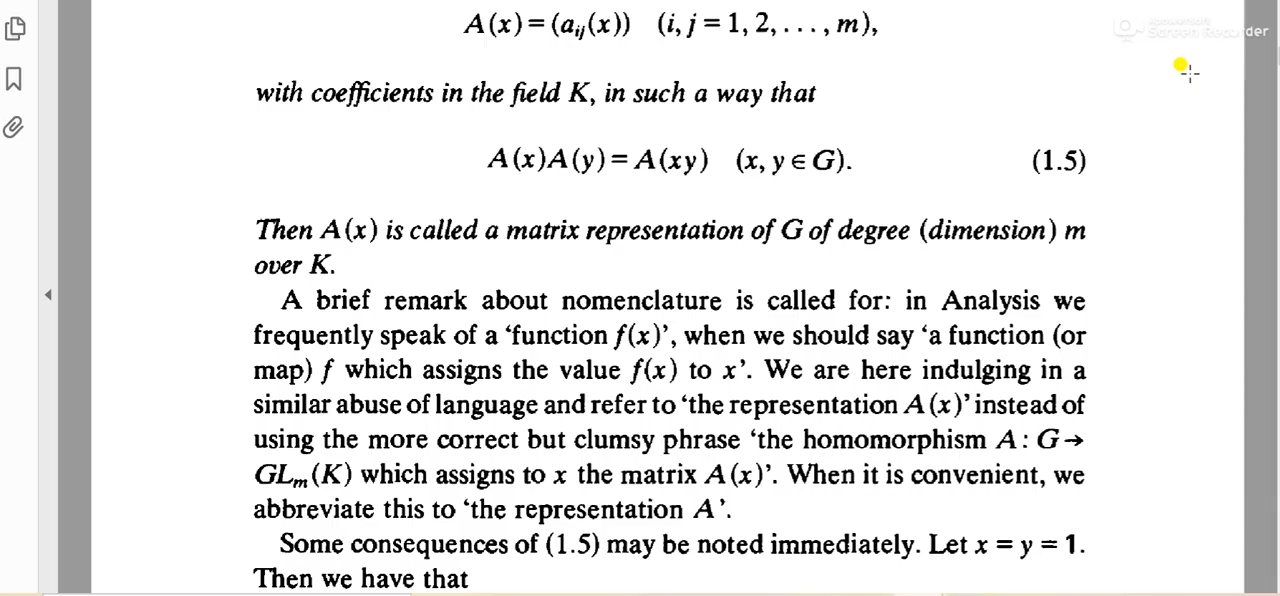 A(x) = (aᵢⱼ(x)) (i, j = 1, 2, . . . , m),
Apowersoft
Screen Recorder
with coefficients in the field K, in such a way that
A(x)A(y) = A(xy) (x, y ∈ G). (1.5)
Then A(x) is called a matrix representation of G of degree (dimension) m
over K.
A brief remark about nomenclature is called for: in Analysis we
frequently speak of a ‘function f(x)’, when we should say ‘a function (or
map) f which assigns the value f(x) to x’. We are here indulging in a
similar abuse of language and refer to ‘the representation A(x)’ instead of
using the more correct but clumsy phrase ‘the homomorphism A: G→
GLₘ(K) which assigns to x the matrix A(x)’. When it is convenient, we
abbreviate this to ‘the representation A’.
Some consequences of (1.5) may be noted immediately. Let x = y = 1.
Then we have that